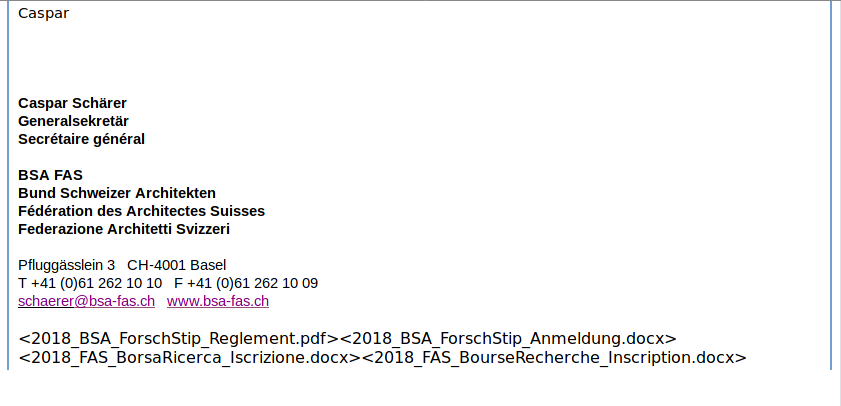 Caspar
Caspar Schärer
Generalsekretär
Secrétaire général
BSA FAS
Bund Schweizer Architekten
Fédération des Architectes Suisses
Federazione Architetti Svizzeri
Pfluggässlein 3   CH-4001 Basel
T +41 (0)61 262 10 10   F +41 (0)61 262 10 09
schaerer@bsa-fas.ch   www.bsa-fas.ch
<2018_BSA_ForschStip_Reglement.pdf><2018_BSA_ForschStip_Anmeldung.docx>
<2018_FAS_BorsaRicerca_Iscrizione.docx><2018_FAS_BourseRecherche_Inscription.docx>